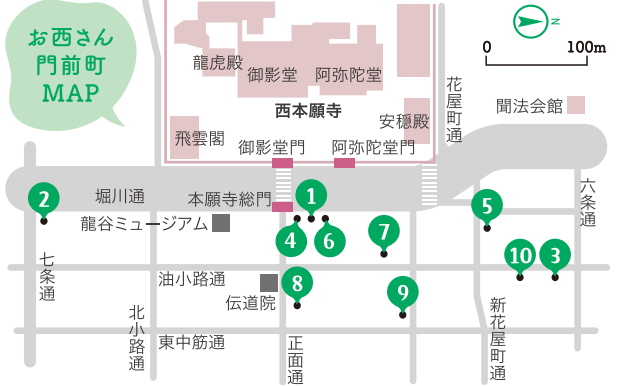 お西さん
門前町
MAP
N
0
100m
龍虎殿
御影堂
阿弥陀堂
西本願寺
安穏殿
花屋町通
聞法会館
飛雲閣
御影堂門
阿弥陀堂門
堀川通
本願寺総門
龍谷ミュージアム
六条通
1
2
4
6
7
5
10
3
七条通
油小路通
伝道院
8
9
北小路通
東中筋通
正面通
新花屋町通